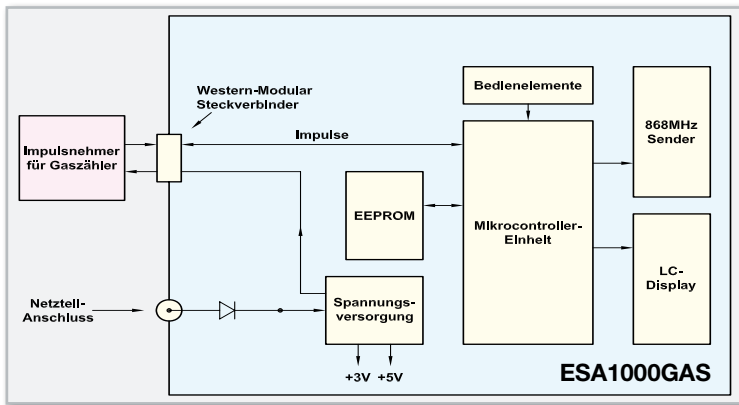 Western-Modular
Steckverbinder
Bedienelemente
868MHz
Sender
Impulsnehmer
für Gaszähler
Impulse
EEPROM
Mikrocontroller-
Einheit
LC-
Display
Netzteil-
Anschluss
Spannungs-
versorgung
+3V +5V
ESA1000GAS